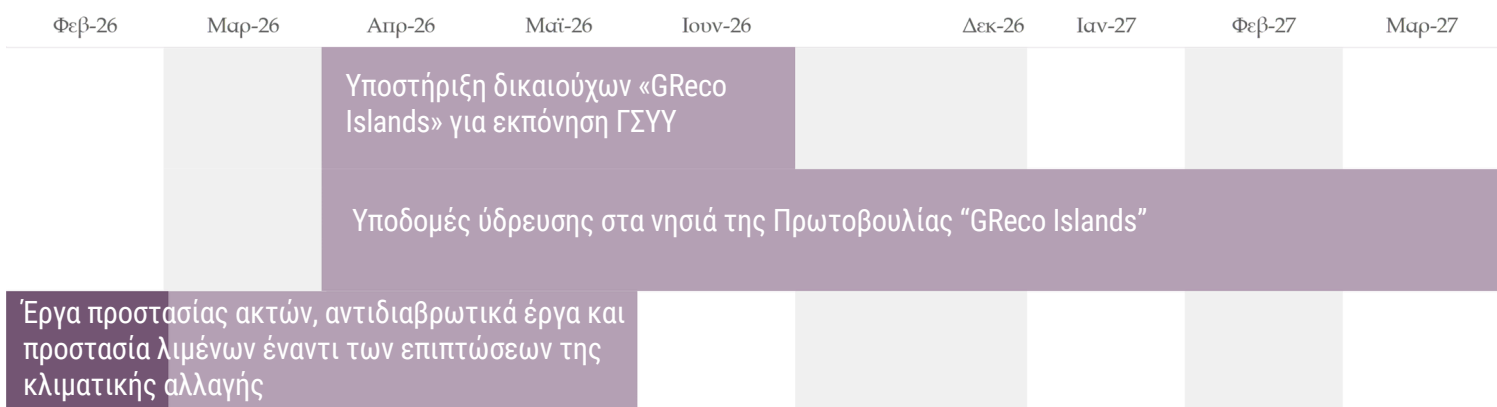 Φεβ-26 Μαρ-26 Απρ-26 Μαϊ-26 Ιουν-26 Δεκ-26 Ιαν-27 Φεβ-27 Μαρ-27
Υποστήριξη δικαιούχων «GReco
Islands» για εκπόνηση ΓΣΥΥ
Υποδομές ύδρευσης στα νησιά της Πρωτοβουλίας “GReco Islands”
Έργα προστασίας ακτών, αντιδιαβρωτικά έργα και
προστασία λιμένων έναντι των επιπτώσεων της
κλιματικής αλλαγής